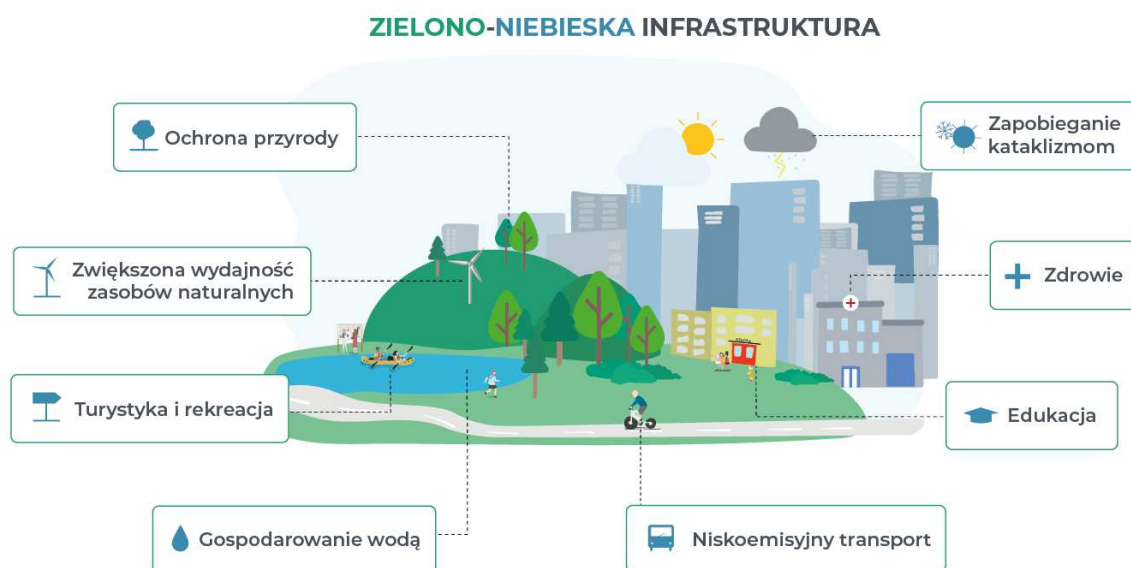 ZIELONO-NIEBIESKA INFRASTRUKTURA
Ochrona przyrody
Zapobieganie
kataklizmom
Zwiększona wydajność
zasobów naturalnych
Zdrowie
Turystyka i rekreacja
Edukacja
Gospodarowanie wodą
Niskoemisyjny transport